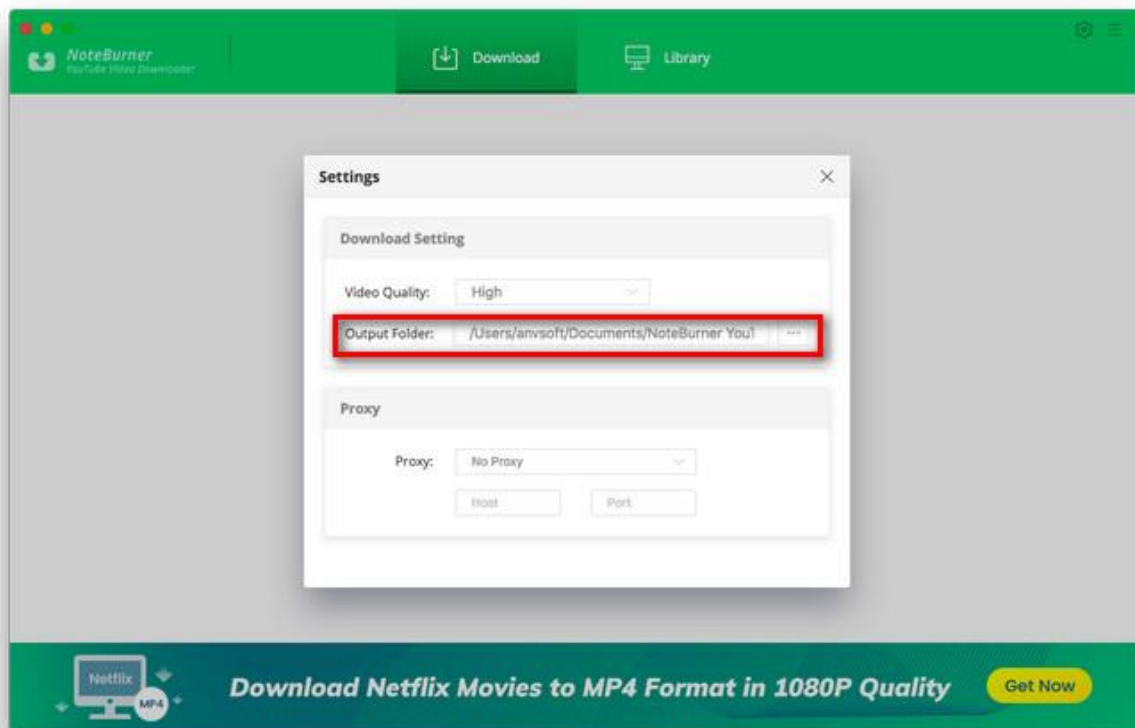 NoteBurner
YouTube Video Downloader
Download
Library
Settings
Download Setting
Video Quality: High
Output Folder: /Users/anvsoft/Documents/NoteBurner YouT ...
Proxy
Proxy: No Proxy
Host Port
Netflix
MP4
Download Netflix Movies to MP4 Format in 1080P Quality
Get Now